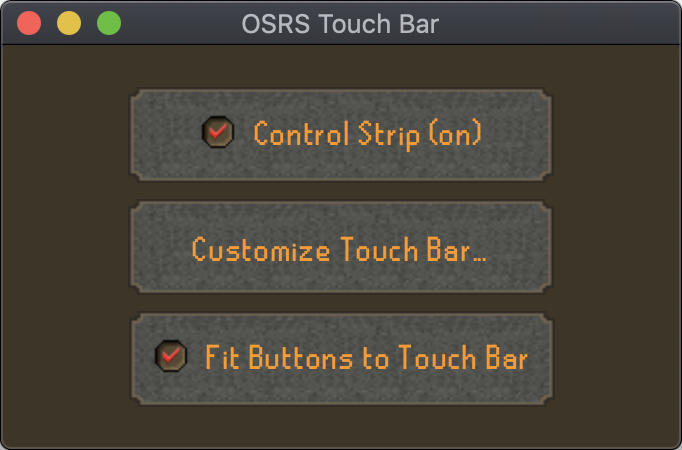 OSRS Touch Bar
Control Strip (on)
Customize Touch Bar...
Fit Buttons to Touch Bar